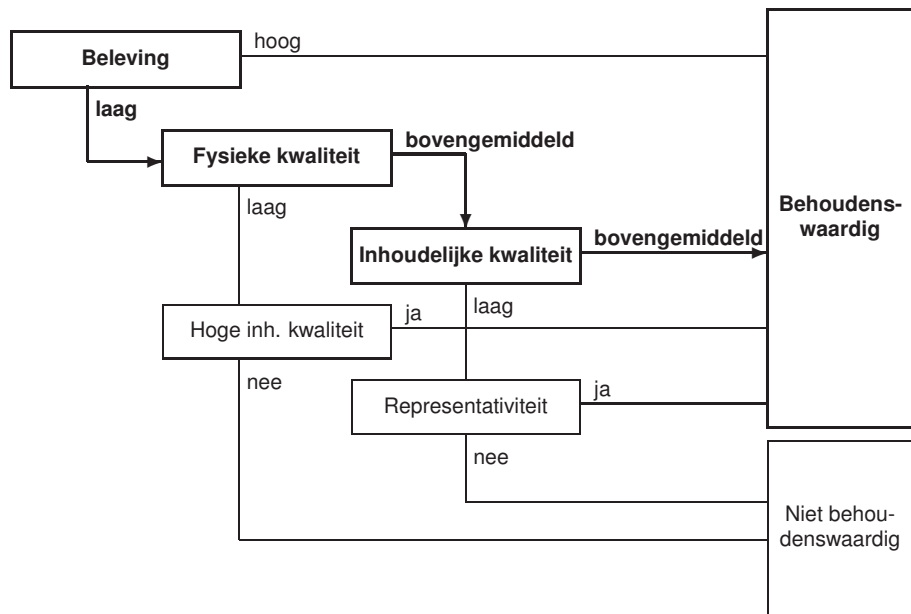 hoog
Beleving
laag
bovengemiddeld
Fysieke kwaliteit
laag
Behoudens-
waardig
bovengemiddeld
Inhoudelijke kwaliteit
laag
ja
Hoge inh. kwaliteit
nee
ja
Representativiteit
nee
Niet behou-
denswaardig